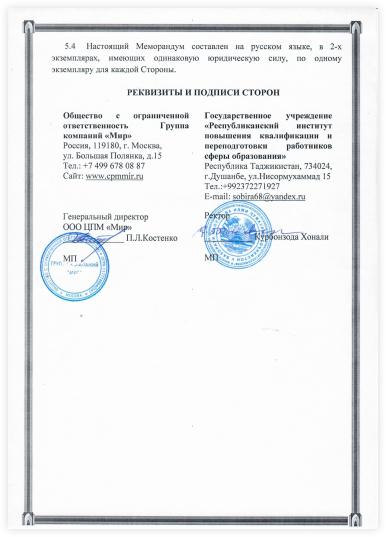 5.4 Настоящий Меморандум составлен на русском языке, в 2-х
экземплярах, имеющих одинаковую юридическую силу, по одному
экземпляру для каждой Стороны.
РЕКВИЗИТЫ И ПОДПИСИ СТОРОН
Общество с ограниченной
ответственность Группа
компаний «Мир»
Россия, 119180, г. Москва,
ул. Большая Полянка, д.15
Тел.: +7 499 678 08 87
Сайт: www.cpmmir.ru
Генеральный директор
ООО ЦПМ «Мир»
П.Л.Костенко
МП
Государственное учреждение
«Республиканский институт
повышения квалификации и
переподготовки работников
сферы образования»
Республика Таджикистан, 734024,
г.Душанбе, ул.Нисормухаммад 15
Тел.:+992372271927
E-mail: sobira68@yandex.ru
Ректор
Курбонзода Хонали
МП